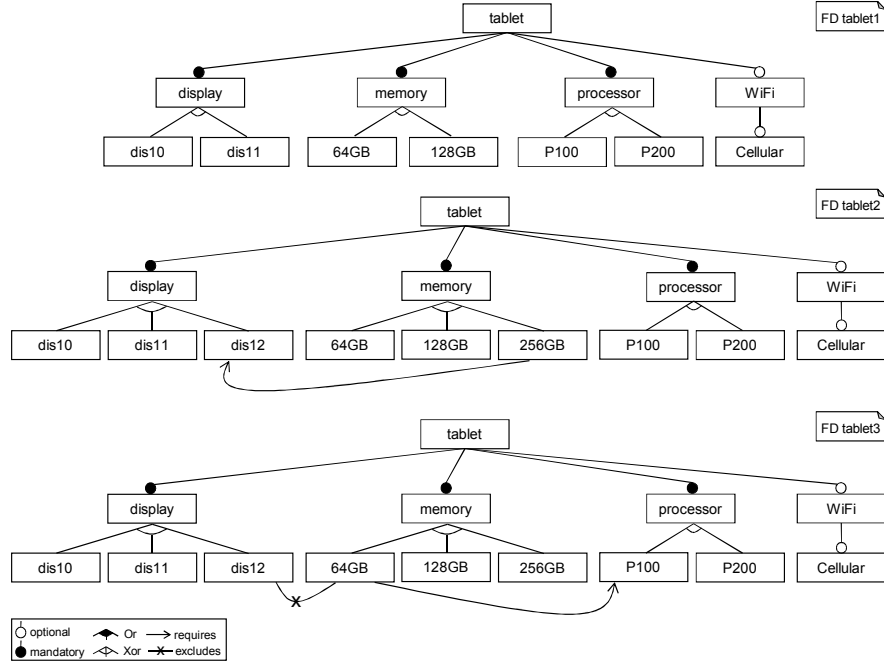 tablet
FD tablet1
display memory processor WiFi
dis10 dis11 64GB 128GB P100 P200 Cellular
tablet
FD tablet2
display memory processor WiFi
dis10 dis11 dis12 64GB 128GB 256GB P100 P200 Cellular
tablet
FD tablet3
display memory processor WiFi
dis10 dis11 dis12 64GB 128GB 256GB P100 P200 Cellular
optional Or requires
mandatory Xor excludes